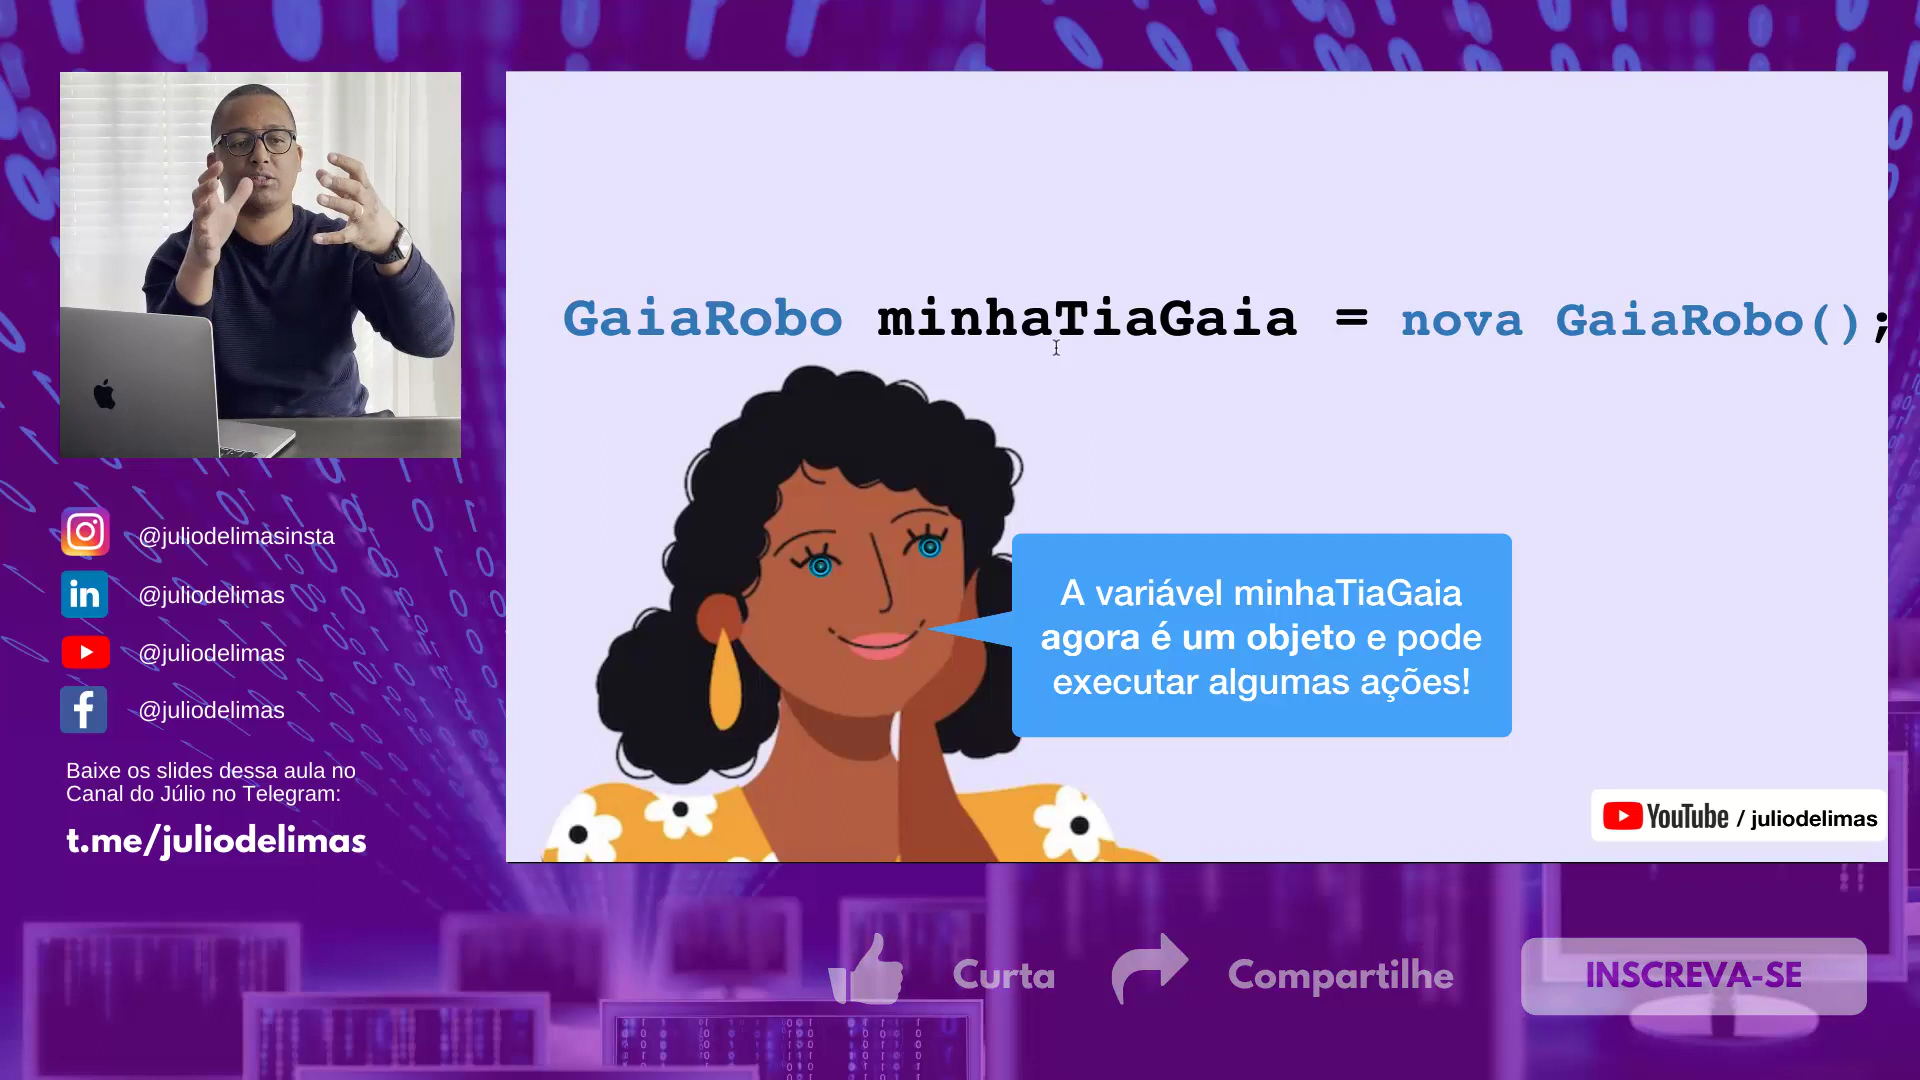 GaiaRobo minhaTiaGaia = nova GaiaRobo();
A variável minhaTiaGaia
agora é um objeto e pode
executar algumas ações!
YouTube / juliodelimas
@juliodelimasinsta
in
@juliodelimas
@juliodelimas
f
@juliodelimas
Baixe os slides dessa aula no
Canal do Júlio no Telegram:
t.me/juliodelimas
Curta
Compartilhe
INSCREVA-SE